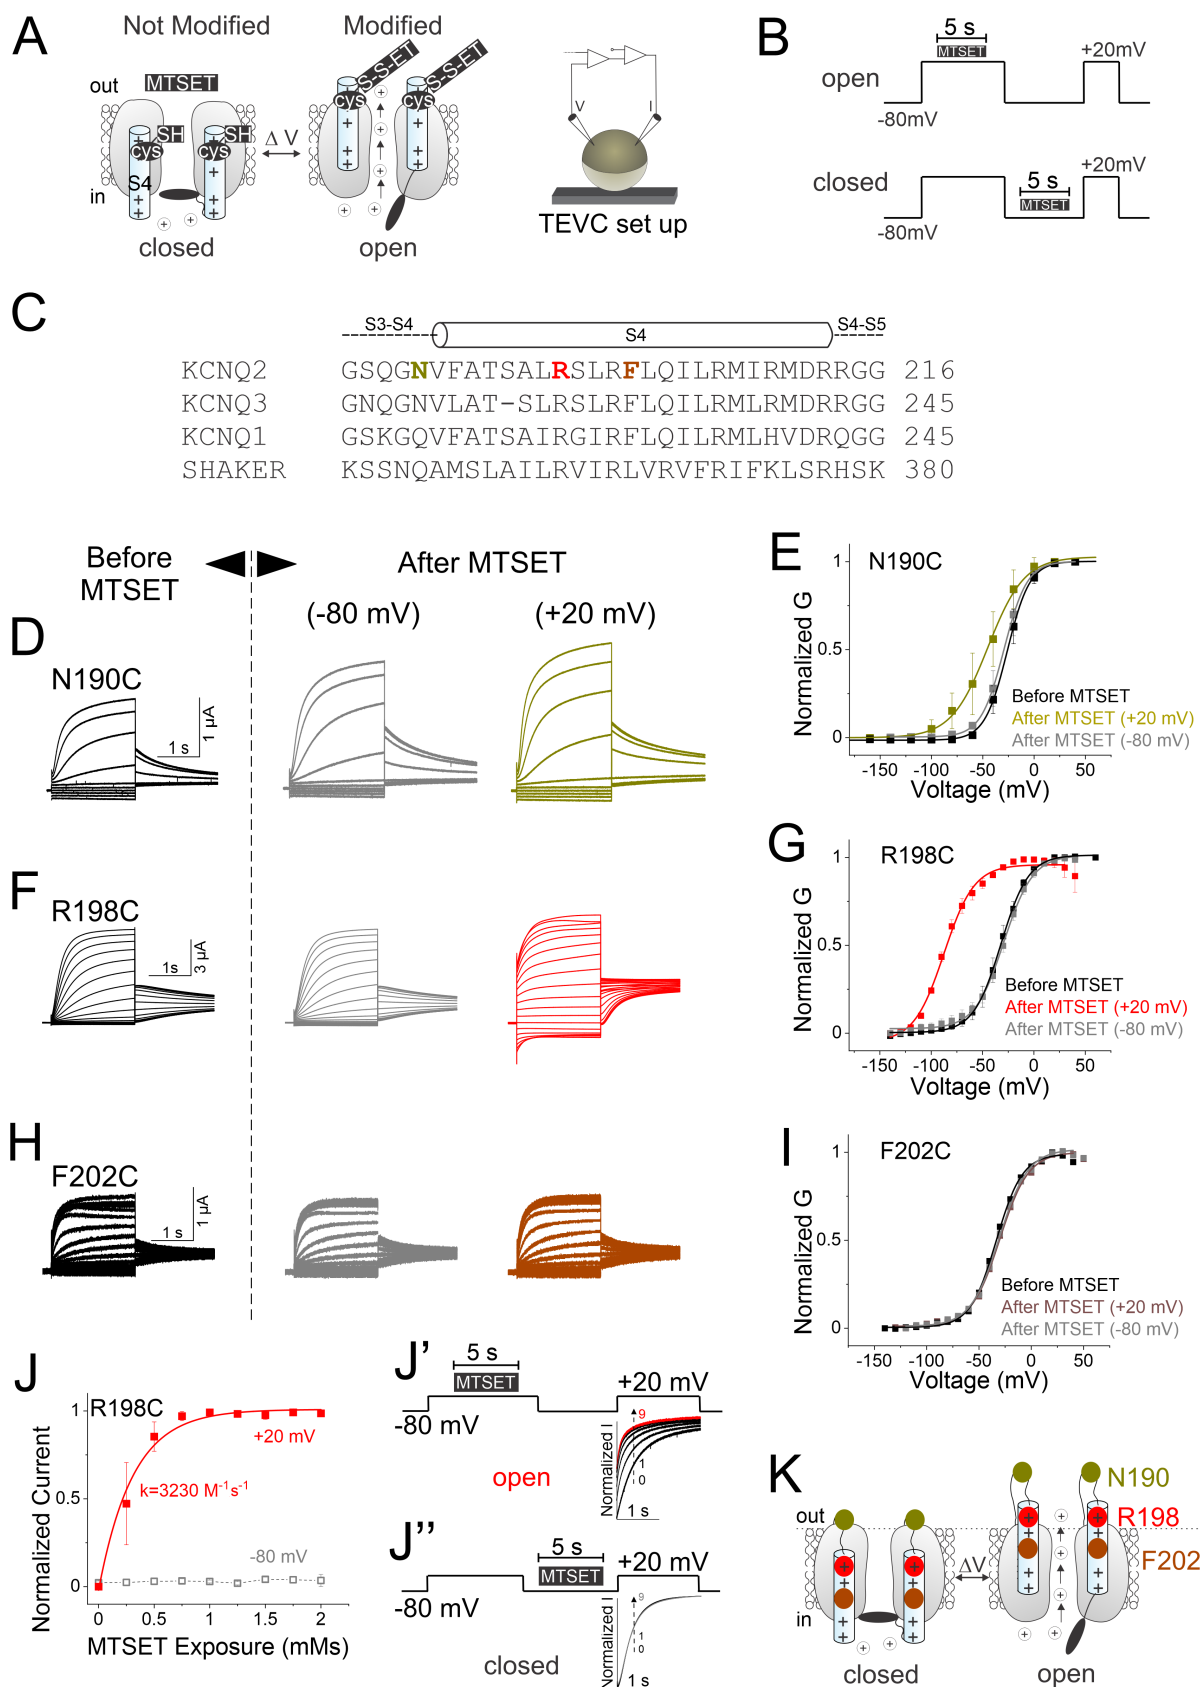 A
Not Modified
Modified
MTSET
out
in
SH
SH
cys
cys
S4
Δ V
S-S-ET
S-S-ET
cys
cys
closed
open
V
I
TEVC set up
B
5 s
MTSET
+20mV
open
-80mV
+20mV
5 s
closed
MTSET
-80mV
C
S3-S4
S4
S4-S5
KCNQ2 GSQGNVFATSALRSLRFLQILRMIRMDRRGG 216
KCNQ3 GNQGNVLAT-SLRSLRFLQILRMLRMDRRGG 245
KCNQ1 GSKGQVFATSAIRGIRFLQILRMLHVDRQGG 245
SHAKER KSSNQAMSLAILRVIRLVRVFRIFKLSRHSK 380
Before
MTSET
After MTSET
(-80 mV)
(+20 mV)
D
N190C
1 s
1 µA
E
N190C
Normalized G
1
0.5
0
Before MTSET
After MTSET (+20 mV)
After MTSET (-80 mV)
-150 -100 -50 0 50
Voltage (mV)
F
R198C
1s
3 µA
G
R198C
Normalized G
1
0.5
0
Before MTSET
After MTSET (+20 mV)
After MTSET (-80 mV)
-150 -100 -50 0 50
Voltage (mV)
H
F202C
1 s
1 µA
I
F202C
Normalized G
1
0.5
0
Before MTSET
After MTSET (+20 mV)
After MTSET (-80 mV)
-150 -100 -50 0 50
Voltage (mV)
J
R198C
Normalized Current
1
0.5
0
+20 mV
k=3230 M⁻¹s⁻¹
-80 mV
0 0.5 1 1.5 2
MTSET Exposure (mMs)
J'
5 s
MTSET
+20 mV
-80 mV
open
Normalized I
9
1
0
1 s
J''
5 s
MTSET
+20 mV
-80 mV
closed
Normalized I
9
1
0
1 s
K
N190
out
R198
F202
ΔV
in
closed
open